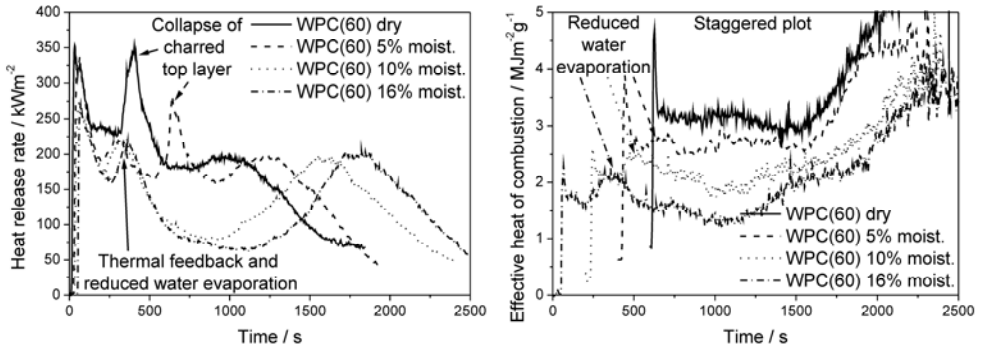 Heat release rate / kWm-2
400
350
300
250
200
150
100
50
0
Collapse of
charred
top layer
WPC(60) dry
WPC(60) 5% moist.
WPC(60) 10% moist.
WPC(60) 16% moist.
Thermal feedback and
reduced water evaporation
0 500 1000 1500 2000 2500
Time / s
Effective heat of combustion / MJm-2g-1
5
4
3
2
1
0
Reduced
water
evaporation
Staggered plot
WPC(60) dry
WPC(60) 5% moist.
WPC(60) 10% moist.
WPC(60) 16% moist.
0 500 1000 1500 2000 2500
Time / s